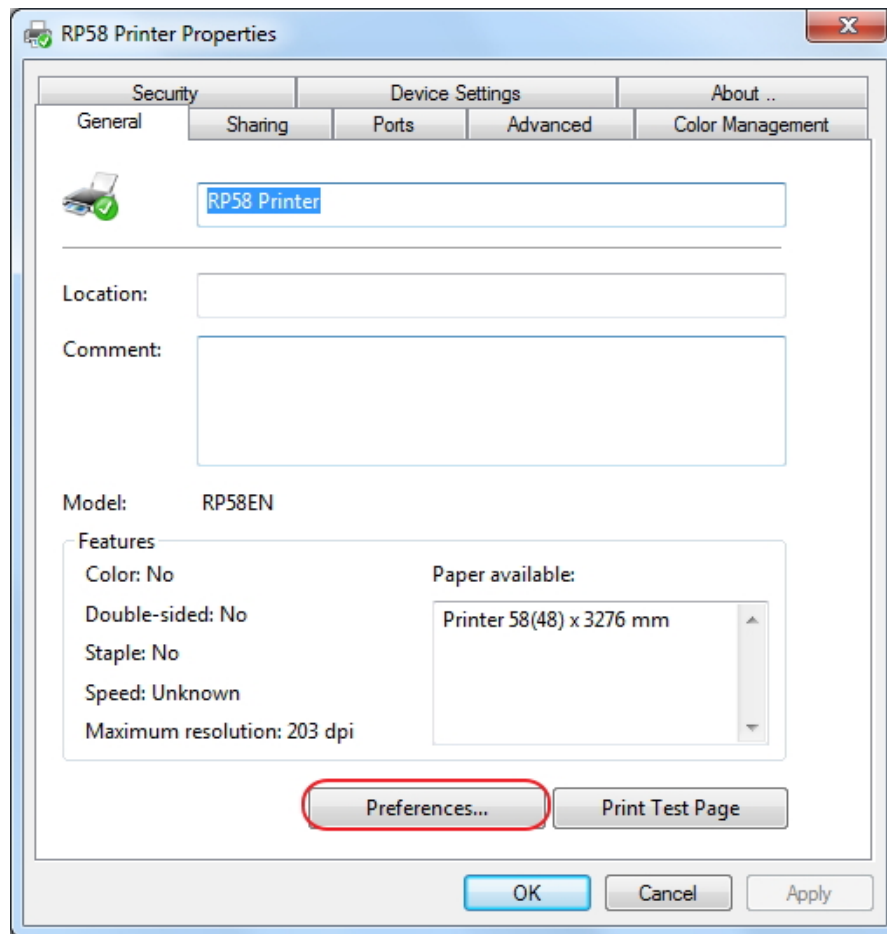 RP58 Printer Properties
Security Device Settings About ..
General Sharing Ports Advanced Color Management
RP58 Printer
Location:
Comment:
Model: RP58EN
Features
Color: No Paper available:
Double-sided: No Printer 58(48) x 3276 mm
Staple: No
Speed: Unknown
Maximum resolution: 203 dpi
Preferences... Print Test Page
OK Cancel Apply